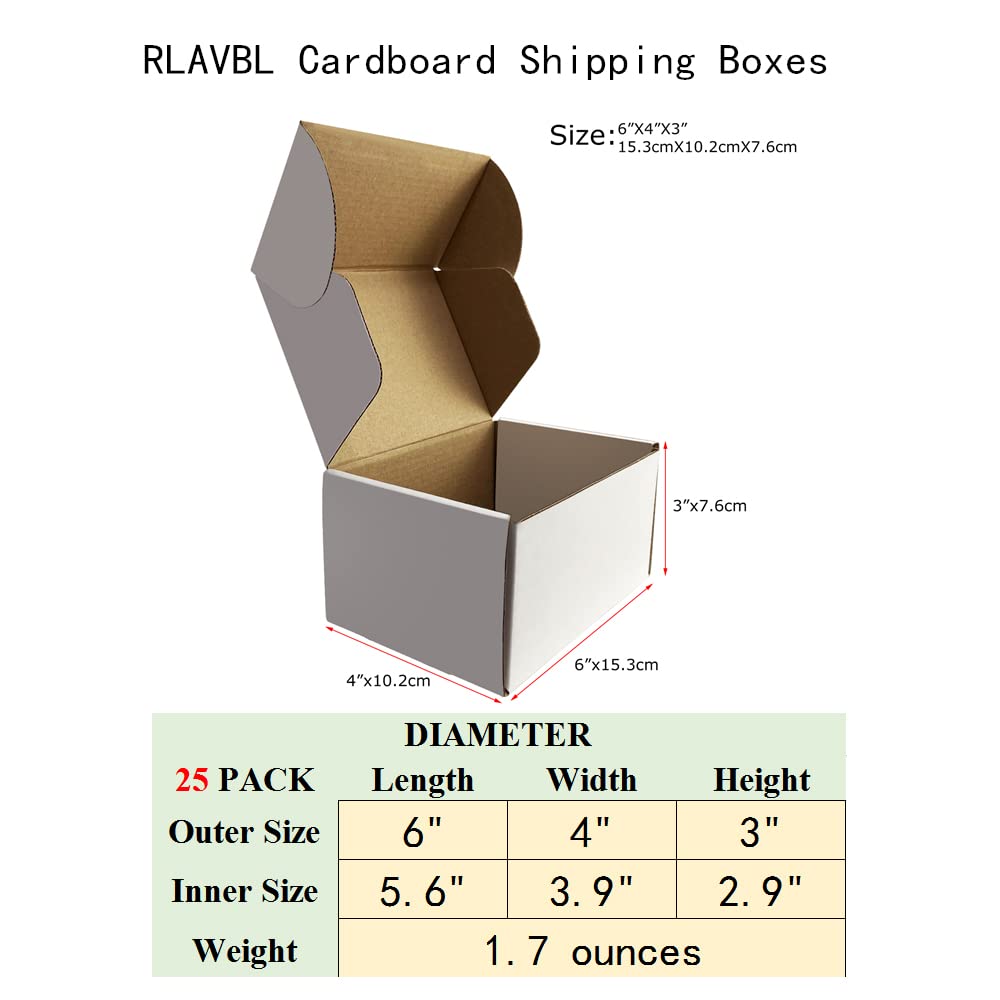 RLAVBL Cardboard Shipping Boxes
Size: 6”X4”X3”
15.3cmX10.2cmX7.6cm
3”x7.6cm
6”x15.3cm
4”x10.2cm
DIAMETER
25 PACK Length Width Height
Outer Size 6" 4" 3"
Inner Size 5.6" 3.9" 2.9"
Weight 1.7 ounces